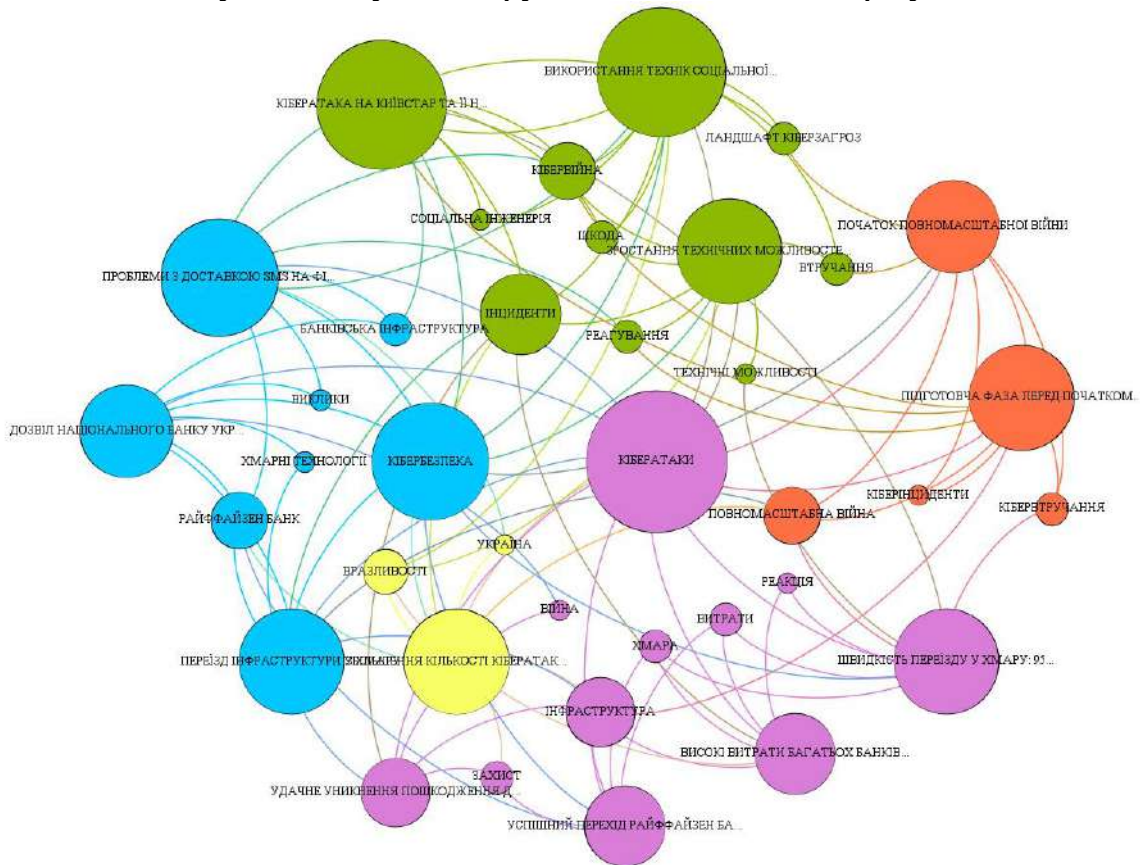 ВИКОРИСТАННЯ ТЕХНІК СОЦІАЛЬНОЇ...
КІБЕРАТАКА НА КИЇВСТАР ТА ЇЇ Н...
ЛАНДШАФТ КІБЕРЗАГРОЗ
КІБЕРВІЙНА
СОЦІАЛЬНА ІНЖЕНЕРІЯ
ПОЧАТОК ПОВНОМАСШТАБНОЇ ВІЙНИ
ШКОДА
ЗРОСТАННЯ ТЕХНІЧНИХ МОЖЛИВОСТЕ...
ВТРУЧАННЯ
ПРОБЛЕМИ З ДОСТАВКОЮ SMS НА ФІ...
ІНЦИДЕНТИ
БАНКІВСЬКА ІНФРАСТРУКТУРА
РЕАГУВАННЯ
ТЕХНІЧНІ МОЖЛИВОСТІ
ПІДГОТОВЧА ФАЗА ПЕРЕД ПОЧАТКОМ...
ВИКЛИКИ
ДОЗВІЛ НАЦІОНАЛЬНОГО БАНКУ УКР...
ХМАРНІ ТЕХНОЛОГІЇ
КІБЕРБЕЗПЕКА
КІБЕРАТАКИ
КІБЕРІНЦИДЕНТИ
КІБЕРВТРУЧАННЯ
РАЙФФАЙЗЕН БАНК
ПОВНОМАСШТАБНА ВІЙНА
УКРАЇНА
ВРАЗЛИВОСТІ
РЕАКЦІЯ
ВІЙНА
ВИТРАТИ
ХМАРА
ПЕРЕЇЗД ІНФРАСТРУКТУРИ
КІЛЬКОСТІ КІБЕРАТАК...
ШВИДКІСТЬ ПЕРЕЇЗДУ У ХМАРУ: 95...
ІНФРАСТРУКТУРА
ВИСОКІ ВИТРАТИ БАГАТЬОХ БАНКІВ...
ЗАХИСТ
УДАЧНЕ УНИКНЕННЯ ПОШКОДЖЕННЯ Д...
УСПІШНИЙ ПЕРЕХІД РАЙФФАЙЗЕН БА...